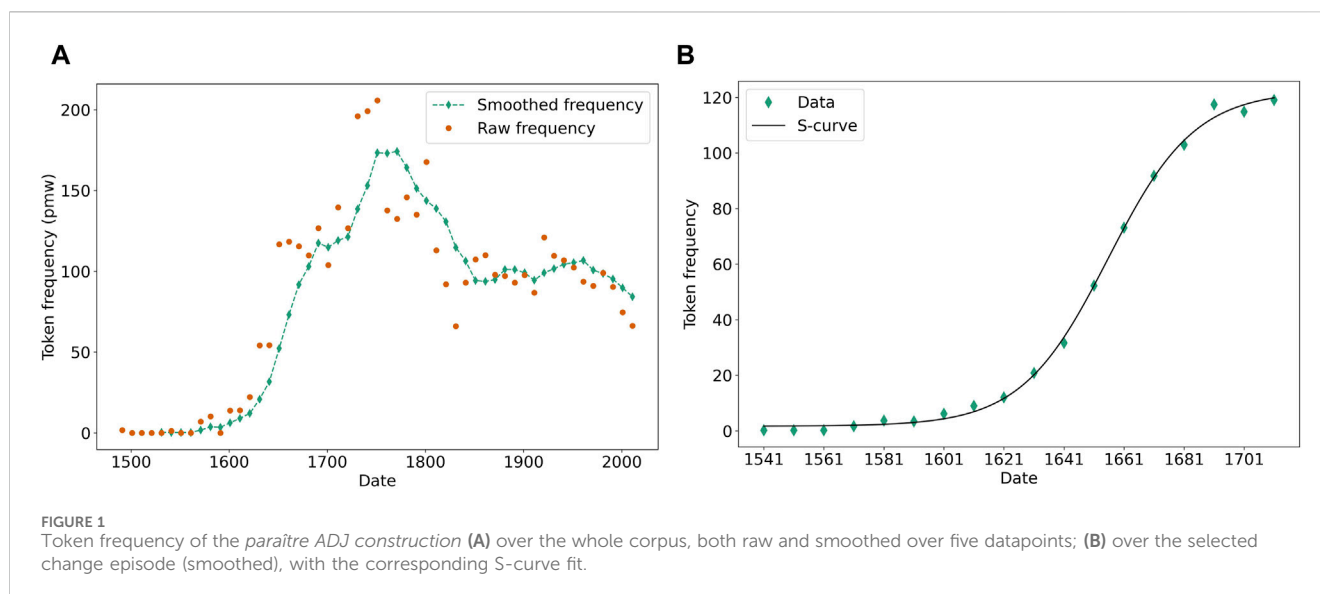 A
Token frequency (pmw)
200
150
100
50
0
Smoothed frequency
Raw frequency
1500 1600 1700 1800 1900 2000
Date
B
Token frequency
120
100
80
60
40
20
0
Data
S-curve
1541 1561 1581 1601 1621 1641 1661 1681 1701
Date
FIGURE 1
Token frequency of the paraître ADJ construction (A) over the whole corpus, both raw and smoothed over five datapoints; (B) over the selected
change episode (smoothed), with the corresponding S-curve fit.